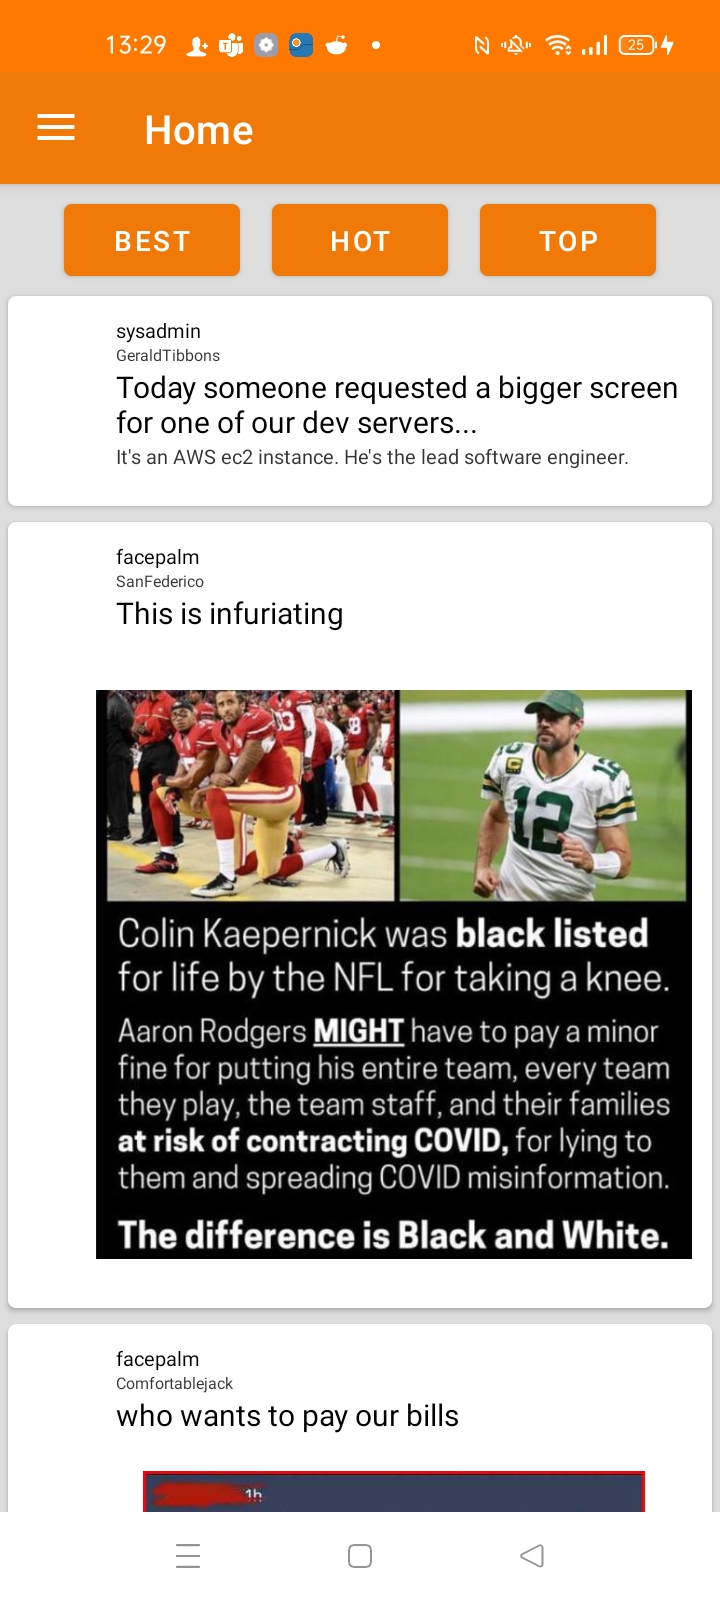 13:29
25
Home
BEST HOT TOP
sysadmin
GeraldTibbons
Today someone requested a bigger screen
for one of our dev servers...
It's an AWS ec2 instance. He's the lead software engineer.
facepalm
SanFederico
This is infuriating
12
Colin Kaepernick was black listed
for life by the NFL for taking a knee.
Aaron Rodgers MIGHT have to pay a minor
fine for putting his entire team, every team
they play, the team staff, and their families
at risk of contracting COVID, for lying to
them and spreading COVID misinformation.
The difference is Black and White.
facepalm
Comfortablejack
who wants to pay our bills
1h